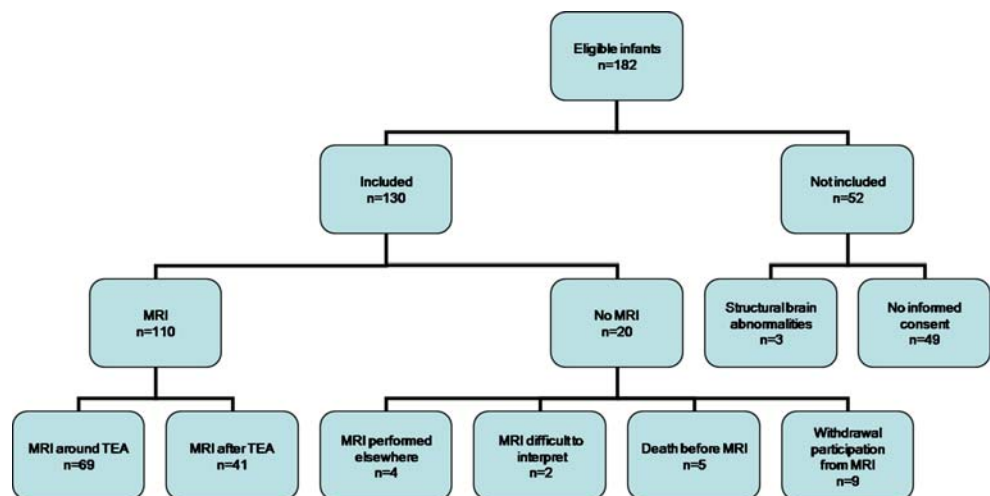 Eligible infants
n=182
Included
n=130
Not included
n=52
MRI
n=110
No MRI
n=20
Structural brain
abnormalities
n=3
No informed
consent
n=49
MRI around TEA
n=69
MRI after TEA
n=41
MRI performed
elsewhere
n=4
MRI difficult to
interpret
n=2
Death before MRI
n=5
Withdrawal
participation
from MRI
n=9